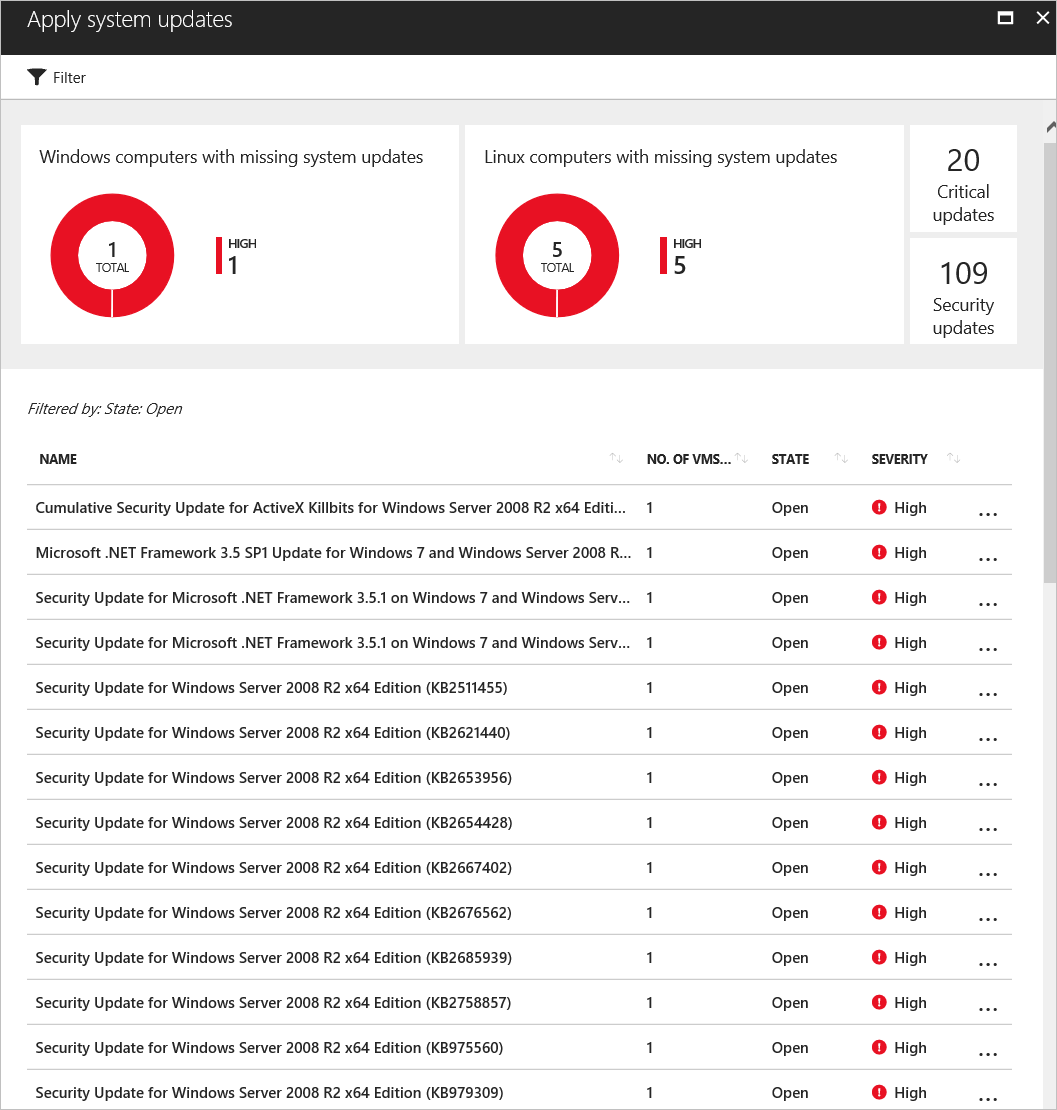 Apply system updates
Filter
Windows computers with missing system updates
1
TOTAL
HIGH
1
Linux computers with missing system updates
5
TOTAL
HIGH
5
20
Critical
updates
109
Security
updates
Filtered by: State: Open
NAME NO. OF VMS... STATE SEVERITY
Cumulative Security Update for ActiveX Killbits for Windows Server 2008 R2 x64 Editi... 1 Open High ...
Microsoft .NET Framework 3.5 SP1 Update for Windows 7 and Windows Server 2008 R... 1 Open High ...
Security Update for Microsoft .NET Framework 3.5.1 on Windows 7 and Windows Serv... 1 Open High ...
Security Update for Microsoft .NET Framework 3.5.1 on Windows 7 and Windows Serv... 1 Open High ...
Security Update for Windows Server 2008 R2 x64 Edition (KB2511455) 1 Open High ...
Security Update for Windows Server 2008 R2 x64 Edition (KB2621440) 1 Open High ...
Security Update for Windows Server 2008 R2 x64 Edition (KB2653956) 1 Open High ...
Security Update for Windows Server 2008 R2 x64 Edition (KB2654428) 1 Open High ...
Security Update for Windows Server 2008 R2 x64 Edition (KB2667402) 1 Open High ...
Security Update for Windows Server 2008 R2 x64 Edition (KB2676562) 1 Open High ...
Security Update for Windows Server 2008 R2 x64 Edition (KB2685939) 1 Open High ...
Security Update for Windows Server 2008 R2 x64 Edition (KB2758857) 1 Open High ...
Security Update for Windows Server 2008 R2 x64 Edition (KB975560) 1 Open High ...
Security Update for Windows Server 2008 R2 x64 Edition (KB979309) 1 Open High ...